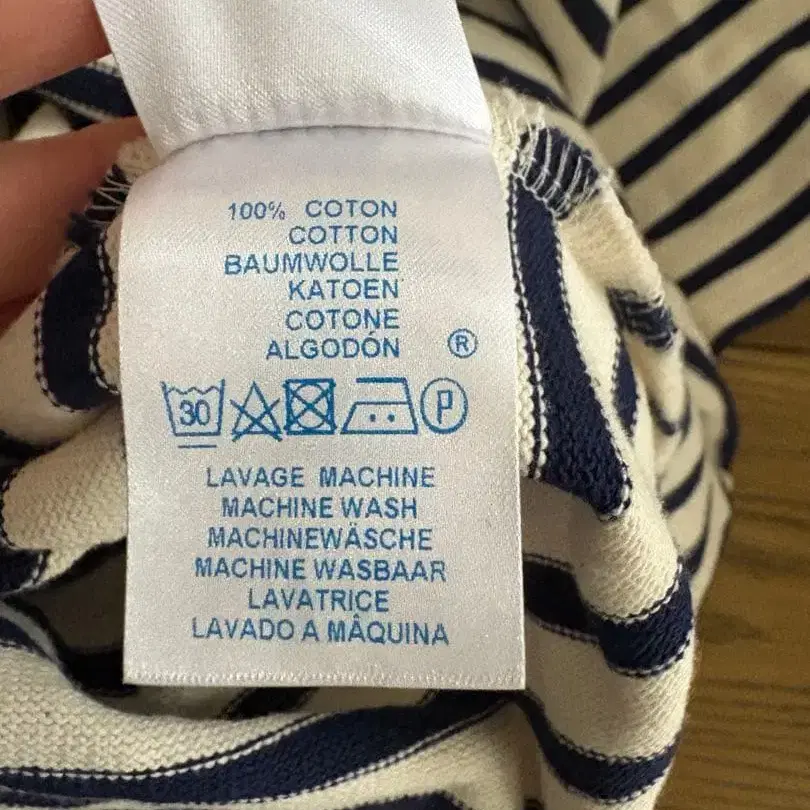 100% COTON
COTTON
BAUMWOLLE
KATOEN
COTONE
ALGODÓN ®
30 P
LAVAGE MACHINE
MACHINE WASH
MACHINEWÄSCHE
MACHINE WASBAAR
LAVATRICE
LAVADO A MÂQUINA